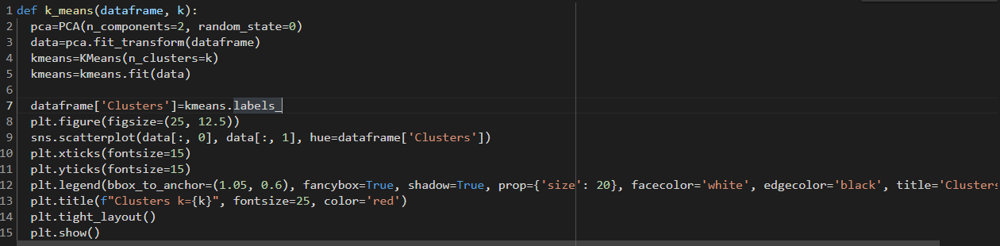 1 def k_means(dataframe, k):
2   pca=PCA(n_components=2, random_state=0)
3   data=pca.fit_transform(dataframe)
4   kmeans=KMeans(n_clusters=k)
5   kmeans=kmeans.fit(data)
6
7   dataframe['Clusters']=kmeans.labels_
8   plt.figure(figsize=(25, 12.5))
9   sns.scatterplot(data[:, 0], data[:, 1], hue=dataframe['Clusters'])
10   plt.xticks(fontsize=15)
11   plt.yticks(fontsize=15)
12   plt.legend(bbox_to_anchor=(1.05, 0.6), fancybox=True, shadow=True, prop={'size': 20}, facecolor='white', edgecolor='black', title='Clusters
13   plt.title(f"Clusters k={k}", fontsize=25, color='red')
14   plt.tight_layout()
15   plt.show()